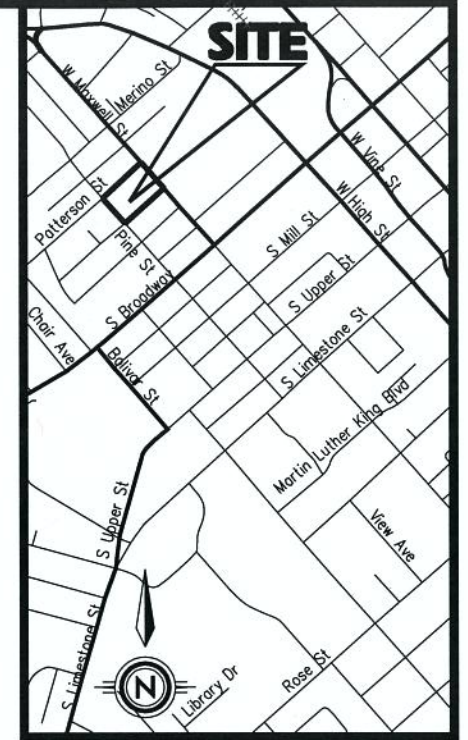 SITE
W Maxwell St
Merino St
W Vine St
W High St
Patterson St
Pine St
S Mill St
S Broadway
S Upper St
Chair Ave
Bolivar St
S Limestone St
Martin Luther King Blvd
S Upper St
View Ave
S Limestone St
N
Library Dr
Rose St